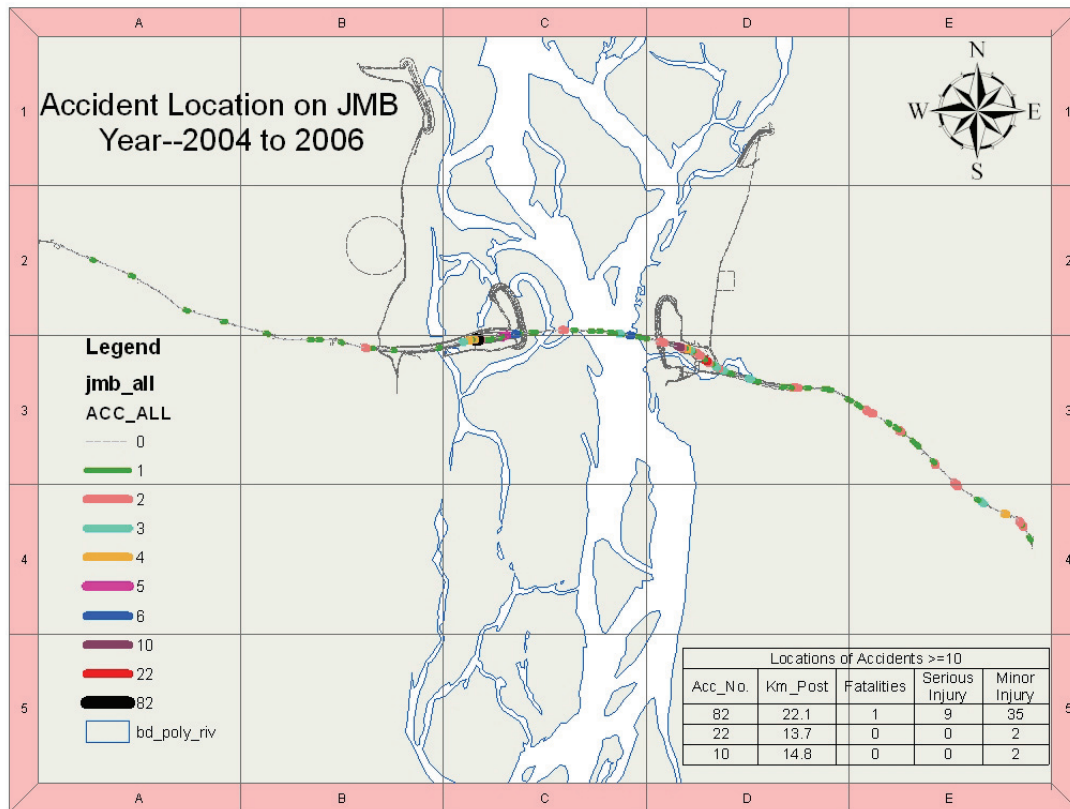 A B C D E
1 1
Accident Location on JMB
Year--2004 to 2006
N
W E
S
2 2
Legend
jmb_all
ACC_ALL
0
1
2
3
4
5
6
10
22
82
bd_poly_riv
3 3
4 4
5 5
Locations of Accidents >=10
Acc_No. Km_Post Fatalities Serious Injury Minor Injury
82 22.1 1 9 35
22 13.7 0 0 2
10 14.8 0 0 2
A B C D E